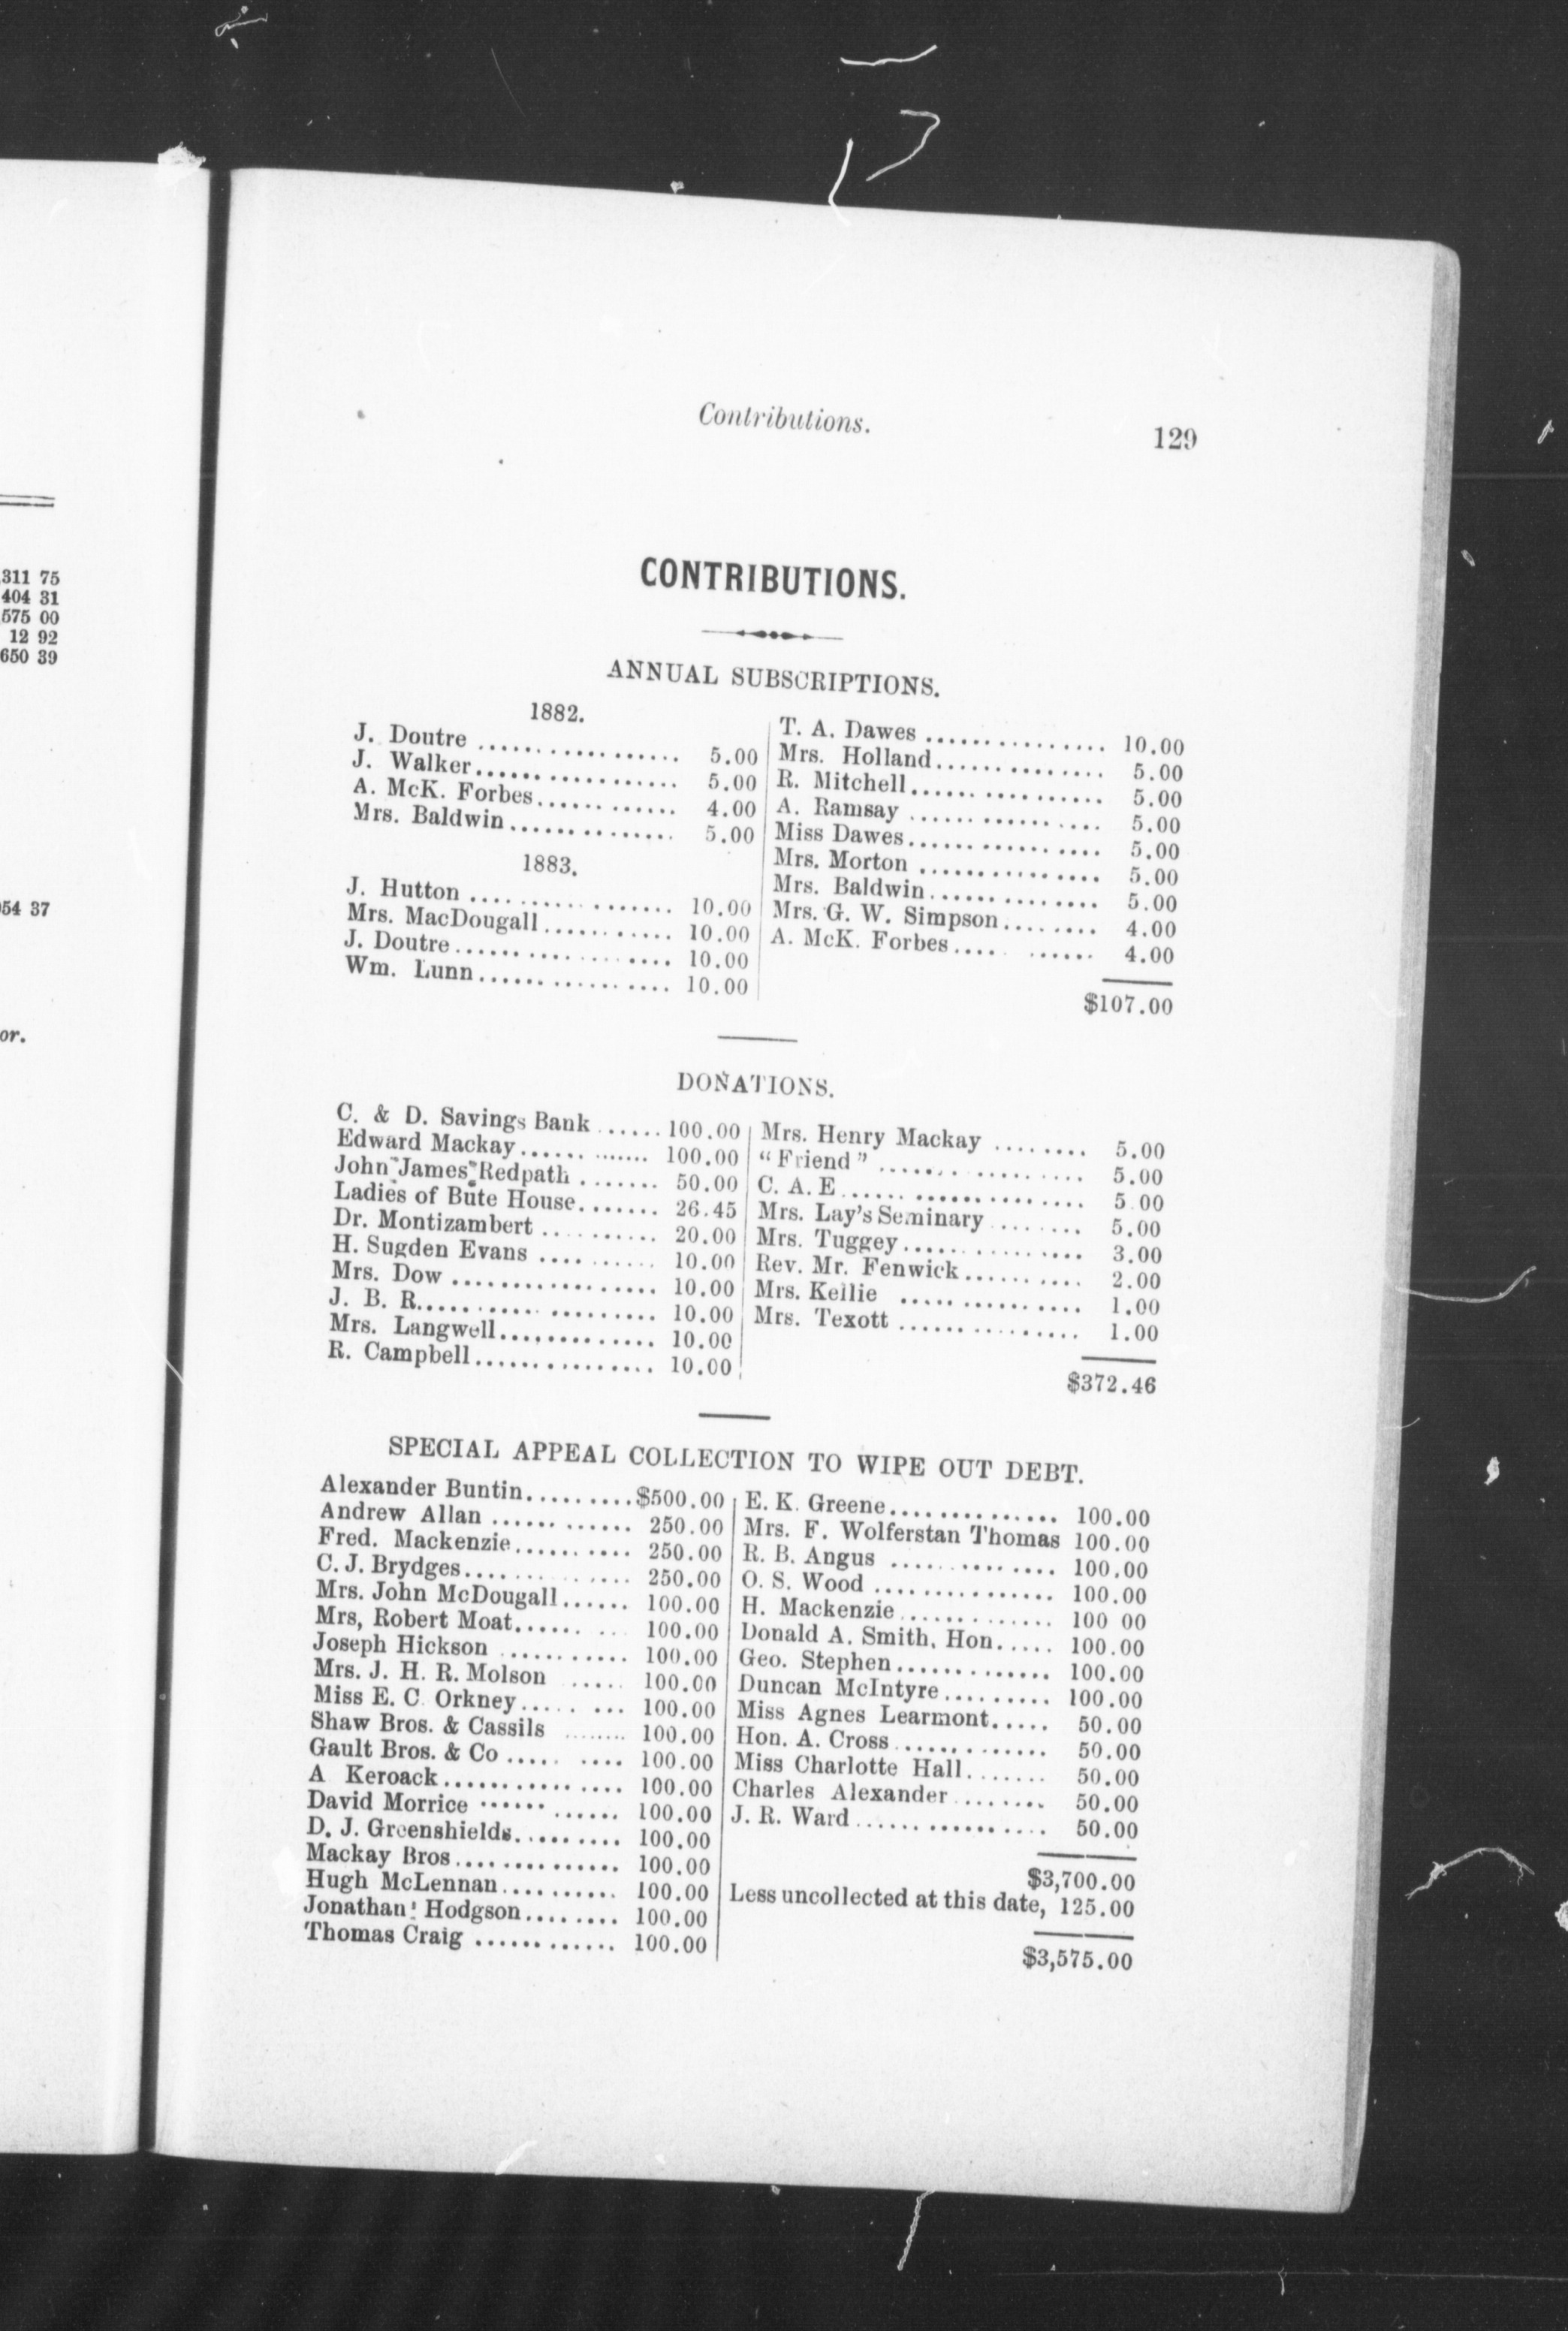 311 75
404 31
575 00
12 92
650 39
54 37
or.
Contributions.
129
CONTRIBUTIONS.
ANNUAL SUBSCRIPTIONS.
1882.
J. Doutre .................. 5.00
J. Walker.................. 5.00
A. McK. Forbes............ 4.00
Mrs. Baldwin.............. 5.00
1883.
J. Hutton .................. 10.00
Mrs. MacDougall........... 10.00
J. Doutre................... 10.00
Wm. Lunn................. 10.00
T. A. Dawes ................ 10.00
Mrs. Holland............... 5.00
R. Mitchell................. 5.00
A. Ramsay ................. 5.00
Miss Dawes................. 5.00
Mrs. Morton ................ 5.00
Mrs. Baldwin............... 5.00
Mrs. G. W. Simpson........ 4.00
A. McK. Forbes..... ...... 4.00
$107.00
DONATIONS.
C. & D. Savings Bank ...... 100.00
Edward Mackay............. 100.00
John James Redpath ....... 50.00
Ladies of Bute House....... 26.45
Dr. Montizambert .......... 20.00
H. Sugden Evans .... ...... 10.00
Mrs. Dow .................. 10.00
J. B. R..................... 10.00
Mrs. Langwell............. 10.00
R. Campbell................ 10.00
Mrs. Henry Mackay ........ 5.00
"Friend" .................. 5.00
C. A. E..................... 5 00
Mrs. Lay's Seminary ........ 5.00
Mrs. Tuggey................ 3.00
Rev. Mr. Fenwick.......... 2.00
Mrs. Kellie ................ 1.00
Mrs. Texott ................ 1.00
$372.46
SPECIAL APPEAL COLLECTION TO WIPE OUT DEBT.
Alexander Buntin.........$500.00
Andrew Allan ............ 250.00
Fred. Mackenzie.......... 250.00
C. J. Brydges.............. 250.00
Mrs. John McDougall...... 100.00
Mrs, Robert Moat...... ... 100.00
Joseph Hickson ........... 100.00
Mrs. J. H. R. Molson ..... 100.00
Miss E. C Orkney..... ... 100.00
Shaw Bros. & Cassils ....... 100.00
Gault Bros. & Co ..... .... 100.00
A Keroack................ 100.00
David Morrice ............ 100.00
D. J. Greenshields.......... 100.00
Mackay Bros............... 100.00
Hugh McLennan.......... 100.00
Jonathan Hodgson........ 100.00
Thomas Craig ............ 100.00
E. K. Greene.............. 100.00
Mrs. F. Wolferstan Thomas 100.00
R. B. Angus .............. 100.00
O. S. Wood ............... 100.00
H. Mackenzie............. 100 00
Donald A. Smith, Hon..... 100.00
Geo. Stephen............. 100.00
Duncan McIntyre......... 100.00
Miss Agnes Learmont..... 50.00
Hon. A. Cross............. 50.00
Miss Charlotte Hall....... 50.00
Charles Alexander ........ 50.00
J. R. Ward................. 50.00
$3,700.00
Less uncollected at this date, 125.00
$3,575.00